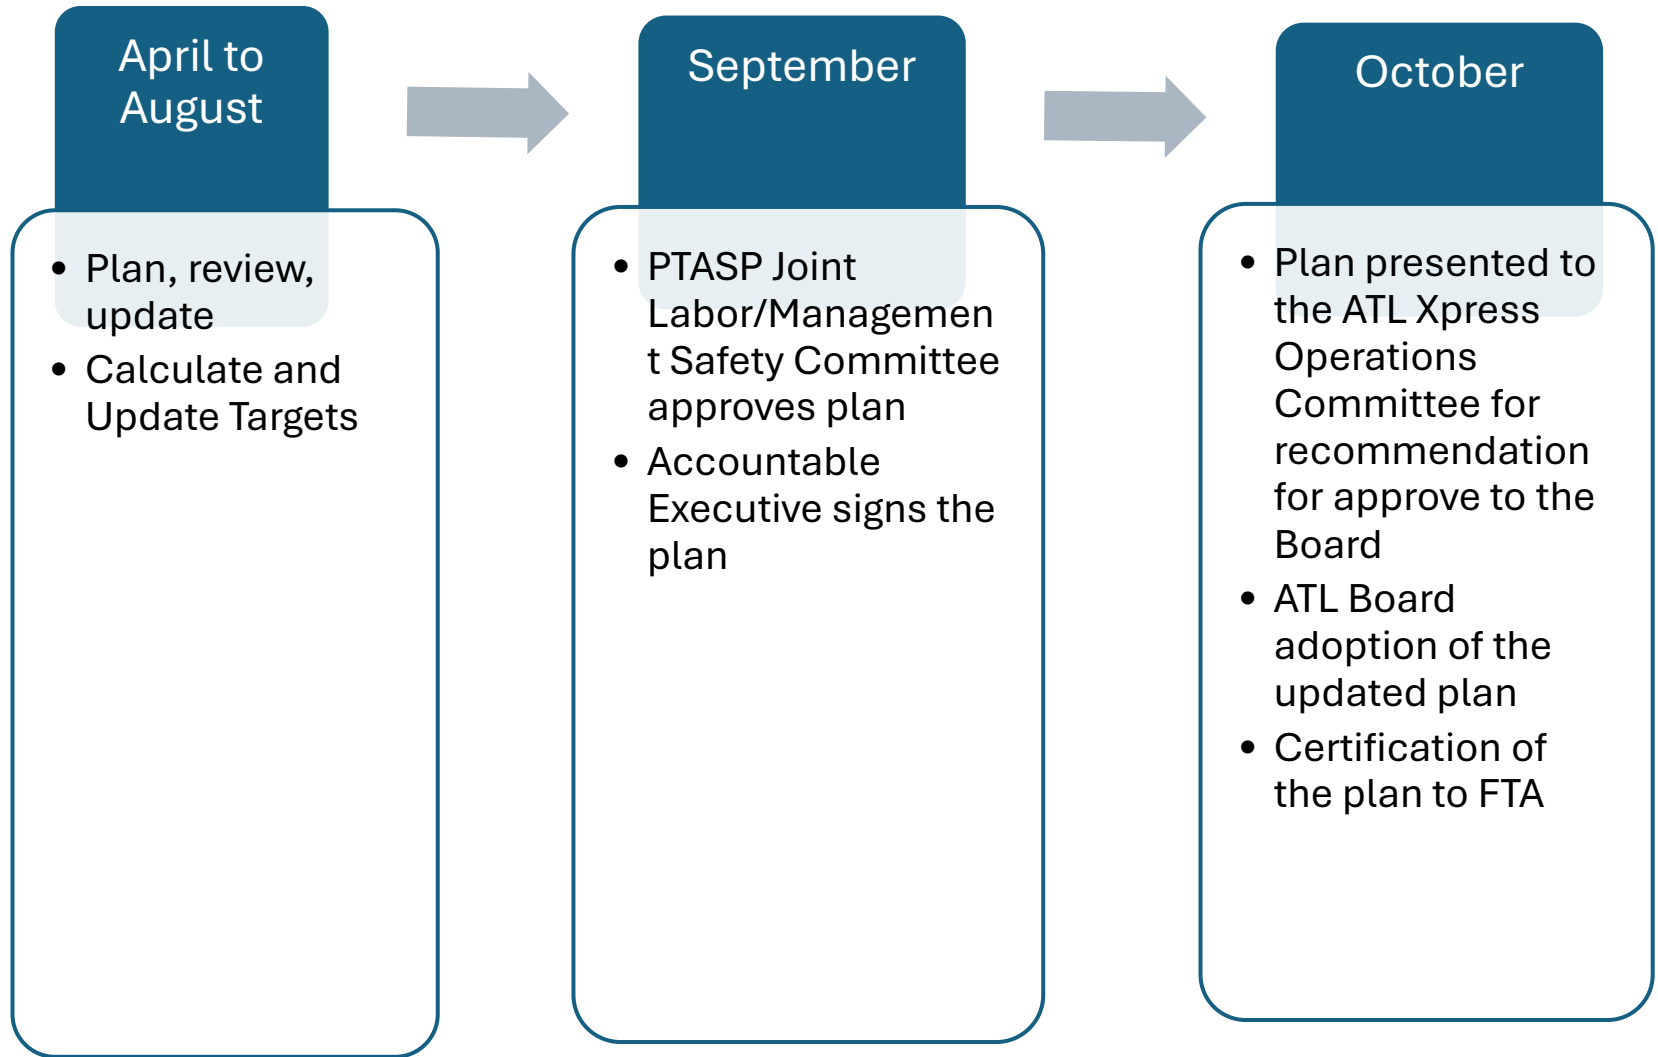 April to
August
• Plan, review,
update
• Calculate and
Update Targets
September
• PTASP Joint
Labor/Managemen
t Safety Committee
approves plan
• Accountable
Executive signs the
plan
October
• Plan presented to
the ATL Xpress
Operations
Committee for
recommendation
for approve to the
Board
• ATL Board
adoption of the
updated plan
• Certification of
the plan to FTA